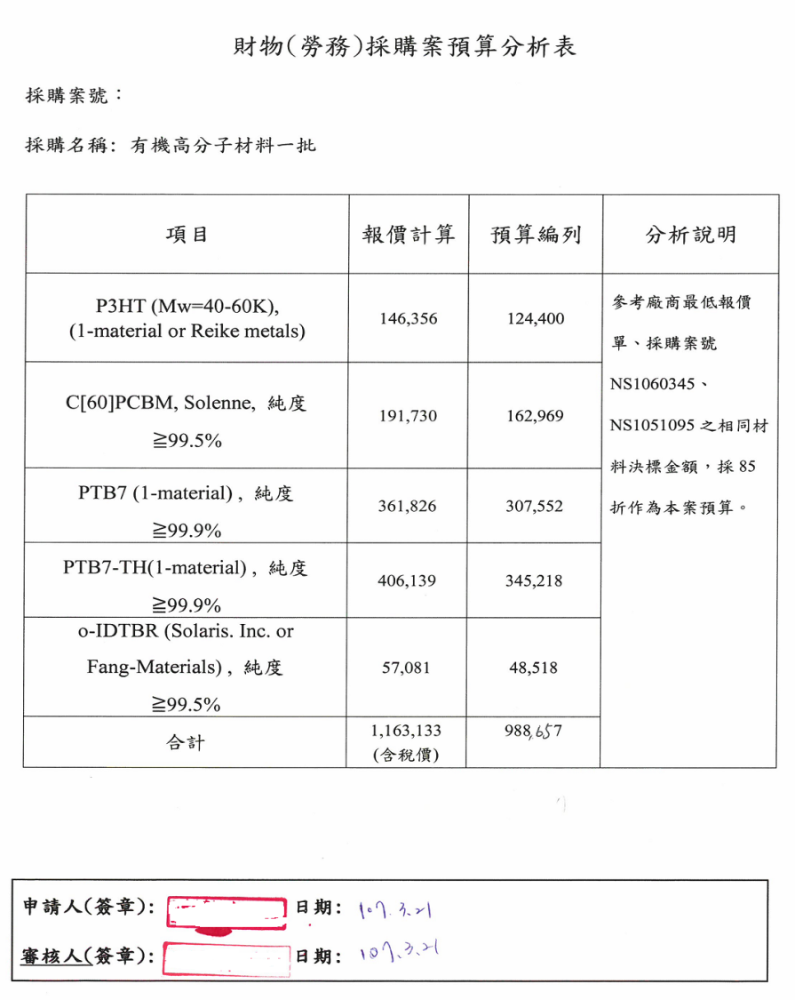 財物(勞務)採購案預算分析表
採購案號：
採購名稱: 有機高分子材料一批
項目 報價計算 預算編列 分析說明
P3HT (Mw=40-60K),
(1-material or Reike metals)
146,356
124,400
C[60]PCBM, Solenne, 純度
≧99.5%
191,730
162,969
PTB7 (1-material) , 純度
≧99.9%
361,826
307,552
PTB7-TH(1-material) , 純度
≧99.9%
406,139
345,218
o-IDTBR (Solaris. Inc. or
Fang-Materials) , 純度
≧99.5%
57,081
48,518
合計
1,163,133
(含稅價)
988,657
參考廠商最低報價
單、採購案號
NS1060345、
NS1051095 之相同材
料決標金額，採 85
折作為本案預算。
申請人(簽章): 日期: 107.3.21
審核人(簽章): 日期: 107.3.21